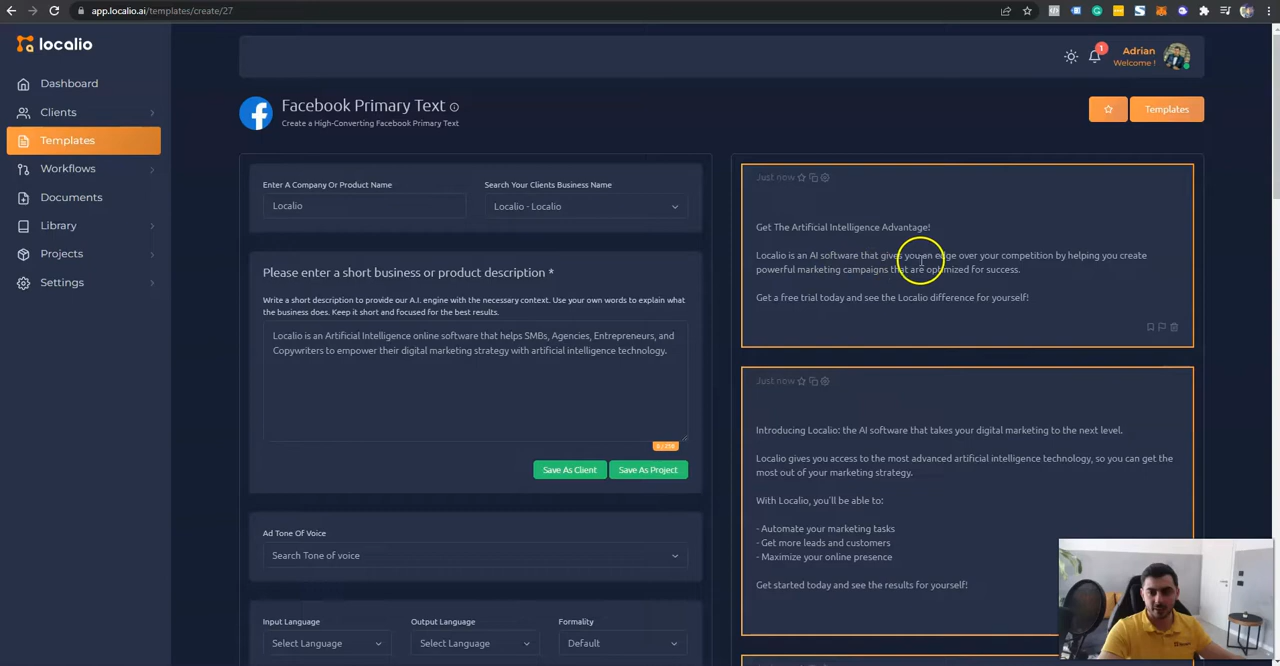 app.localio.ai/templates/create/27
localio
Adrian
Welcome !
1
Dashboard
Clients
Templates
Workflows
Documents
Library
Projects
Settings
Facebook Primary Text
Create a High-Converting Facebook Primary Text
Templates
Enter A Company Or Product Name
Search Your Clients Business Name
Localio
Localio - Localio
Please enter a short business or product description *
Write a short description to provide our A.I. engine with the necessary context. Use your own words to explain what
the business does. Keep it short and focused for the best results.
Localio is an Artificial Intelligence online software that helps SMBs, Agencies, Entrepreneurs, and
Copywriters to empower their digital marketing strategy with artificial intelligence technology.
Save As Client
Save As Project
Ad Tone Of Voice
Search Tone of voice
Input Language
Output Language
Formality
Select Language
Select Language
Default
Just now
Get The Artificial Intelligence Advantage!
Localio is an AI software that gives you an edge over your competition by helping you create
powerful marketing campaigns that are optimized for success.
Get a free trial today and see the Localio difference for yourself!
Just now
Introducing Localio: the AI software that takes your digital marketing to the next level.
Localio gives you access to the most advanced artificial intelligence technology, so you can get the
most out of your marketing strategy.
With Localio, you'll be able to:
- Automate your marketing tasks
- Get more leads and customers
- Maximize your online presence
Get started today and see the results for yourself!